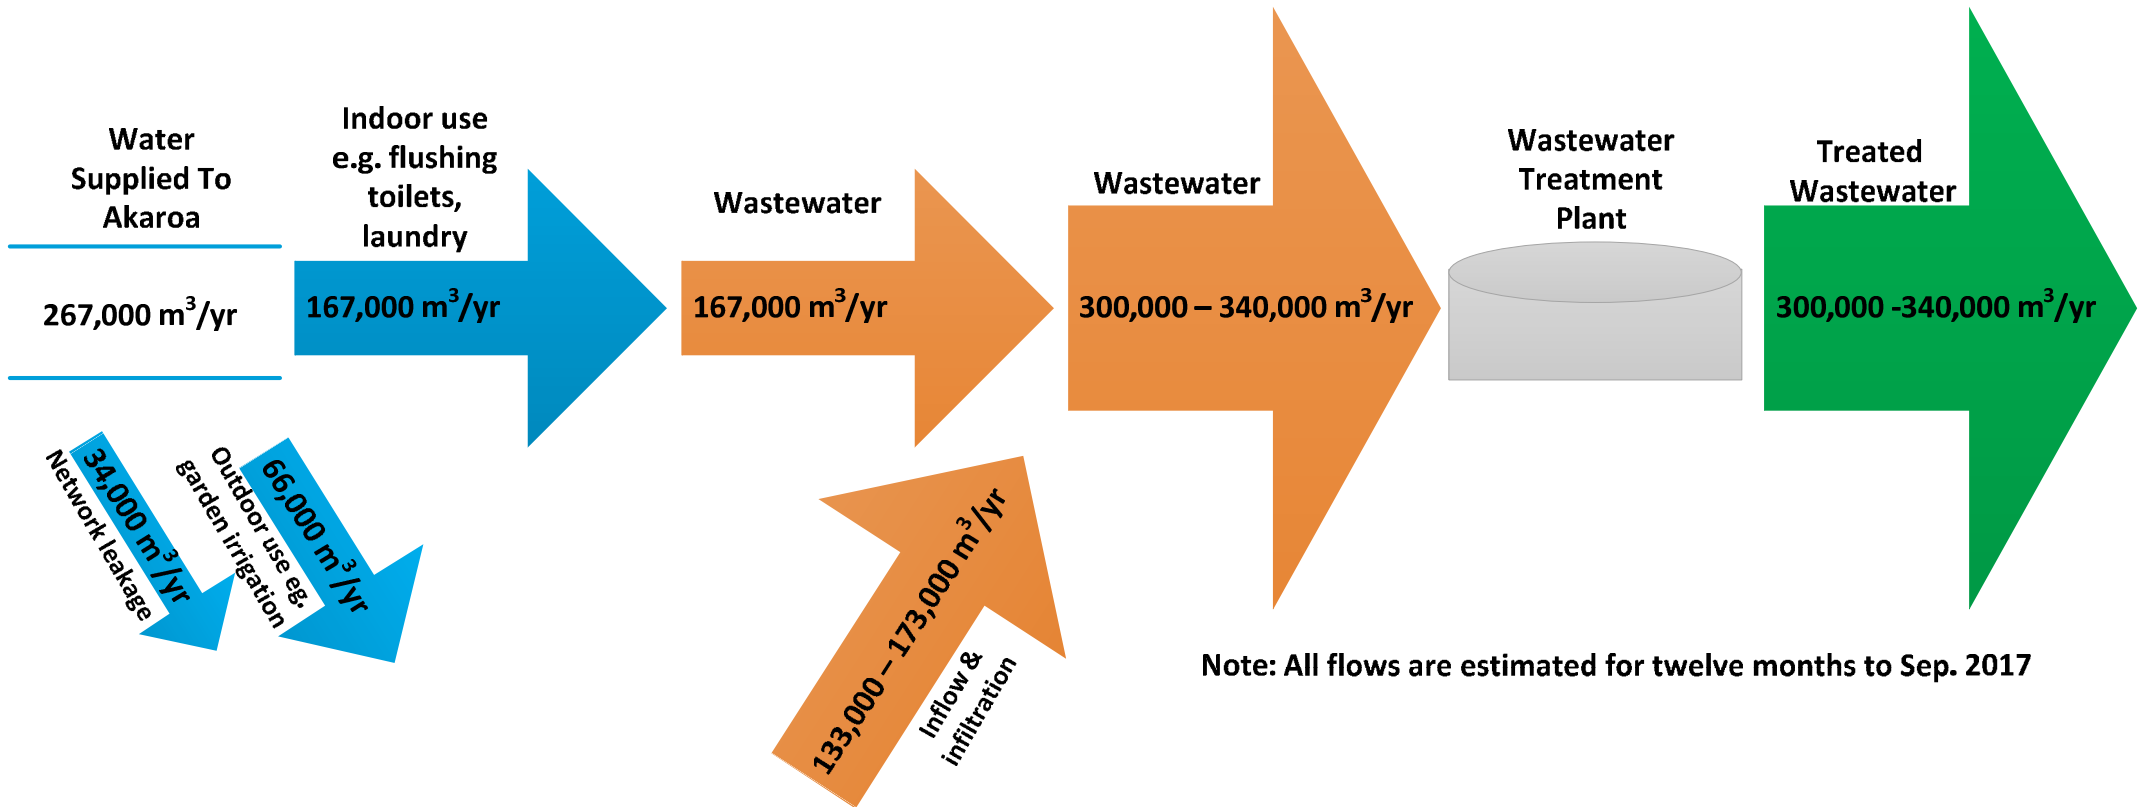 Water
Supplied To
Akaroa
267,000 m³/yr
34,000 m³/yr
Network leakage
66,000 m³/yr
Outdoor use eg.
garden irrigation
Indoor use
e.g. flushing
toilets,
laundry
167,000 m³/yr
Wastewater
167,000 m³/yr
133,000 – 173,000 m³/yr
Inflow &
infiltration
Wastewater
300,000 – 340,000 m³/yr
Wastewater
Treatment
Plant
Treated
Wastewater
300,000 -340,000 m³/yr
Note: All flows are estimated for twelve months to Sep. 2017